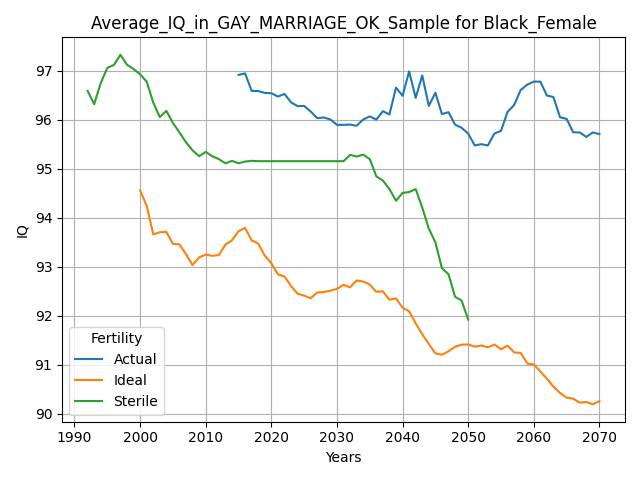 Average_IQ_in_GAY_MARRIAGE_OK_Sample for Black_Female
IQ
97
96
95
94
93
92
91
90
Fertility
Actual
Ideal
Sterile
1990 2000 2010 2020 2030 2040 2050 2060 2070
Years